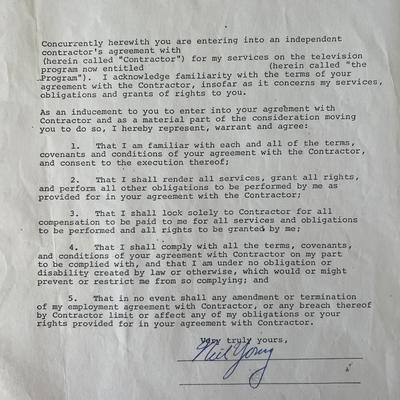 Concurrently herewith you are entering into an independent
contractor's agreement with
(herein called "Contractor") for my services on the television
program now entitled (herein called "the
Program"). I acknowledge familiarity with the terms of your
agreement with the Contractor, insofar as it concerns my services,
obligations and grants of rights to you.
As an inducement to you to enter into your agreement with
Contractor and as a material part of the consideration moving
you to do so, I hereby represent, warrant and agree:
1. That I am familiar with each and all of the terms,
covenants and conditions of your agreement with the Contractor,
and consent to the execution thereof;
2. That I shall render all services, grant all rights,
and perform all other obligations to be performed by me as
provided for in your agreement with the Contractor;
3. That I shall look solely to Contractor for all
compensation to be paid to me for all services and obligations
to be performed and all rights to be granted by me;
4. That I shall comply with all the terms, covenants,
and conditions of your agreement with Contractor on my part
to be complied with, and that I am under no obligation or
disability created by law or otherwise, which would or might
prevent or restrict me from so complying; and
5. That in no event shall any amendment or termination
of my employment agreement with Contractor, or any breach thereof
by Contractor limit or affect any of my obligations or your
rights provided for in your agreement with Contractor.
Very truly yours,
Neil Young